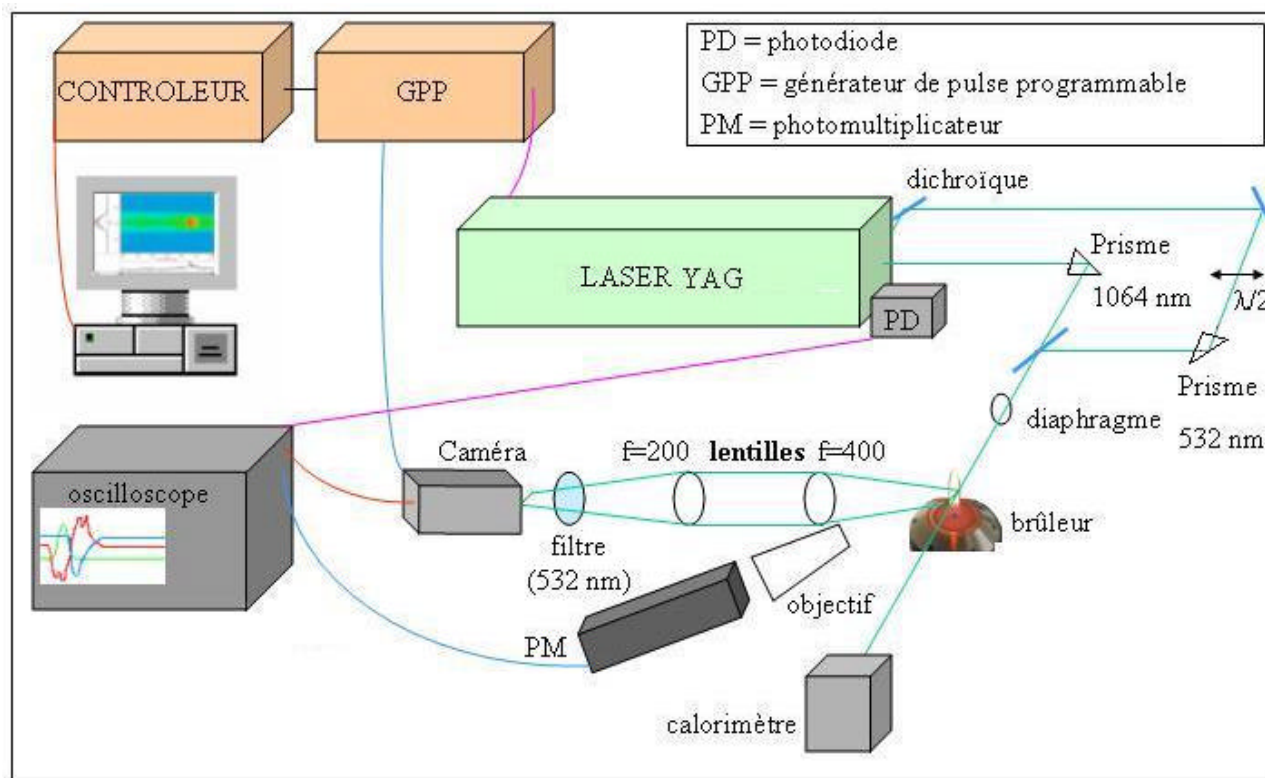 PD = photodiode
GPP = générateur de pulse programmable
PM = photomultiplicateur
CONTROLEUR
GPP
dichroïque
LASER YAG
Prisme
1064 nm
λ/2
PD
Prisme
532 nm
diaphragme
Caméra
f=200 lentilles f=400
oscilloscope
brûleur
filtre
(532 nm)
objectif
PM
calorimètre